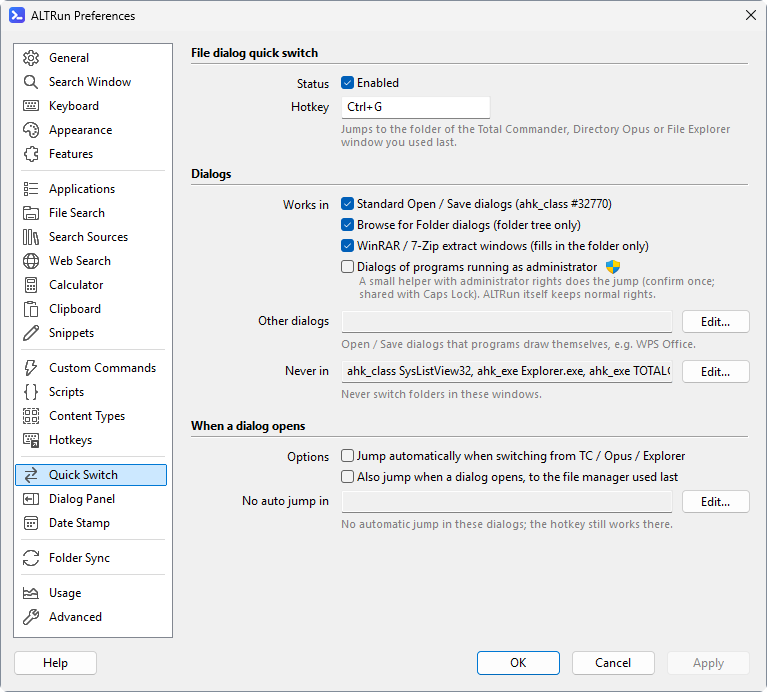 ALTRun Preferences
General
Search Window
Keyboard
Appearance
Features
Applications
File Search
Search Sources
Web Search
Calculator
Clipboard
Snippets
Custom Commands
Scripts
Content Types
Hotkeys
Quick Switch
Dialog Panel
Date Stamp
Folder Sync
Usage
Advanced
File dialog quick switch
Status Enabled
Hotkey Ctrl+G
Jumps to the folder of the Total Commander, Directory Opus or File Explorer
window you used last.
Dialogs
Works in Standard Open / Save dialogs (ahk_class #32770)
Browse for Folder dialogs (folder tree only)
WinRAR / 7-Zip extract windows (fills in the folder only)
Dialogs of programs running as administrator
A small helper with administrator rights does the jump (confirm once;
shared with Caps Lock). ALTRun itself keeps normal rights.
Other dialogs Edit...
Open / Save dialogs that programs draw themselves, e.g. WPS Office.
Never in ahk_class SysListView32, ahk_exe Explorer.exe, ahk_exe TOTALC Edit...
Never switch folders in these windows.
When a dialog opens
Options Jump automatically when switching from TC / Opus / Explorer
Also jump when a dialog opens, to the file manager used last
No auto jump in Edit...
No automatic jump in these dialogs; the hotkey still works there.
Help OK Cancel Apply